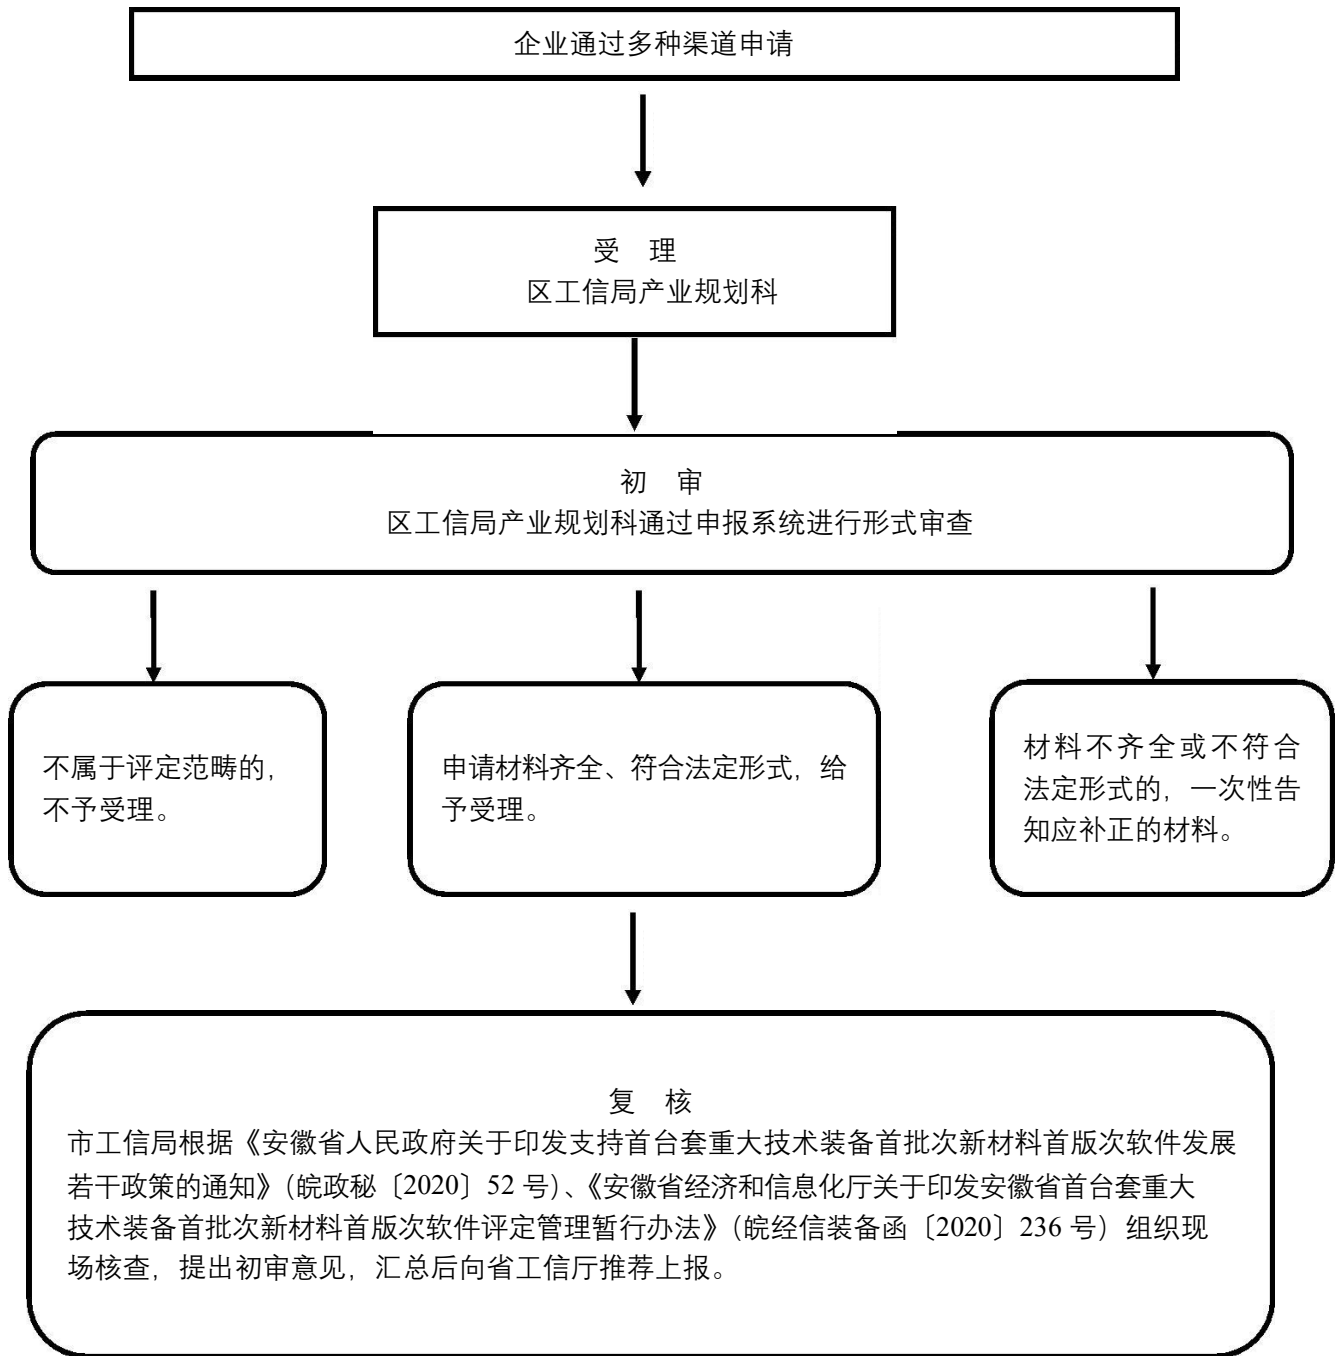 企业通过多种渠道申请
受 理
区工信局产业规划科
初 审
区工信局产业规划科通过申报系统进行形式审查
不属于评定范畴的，
不予受理。
申请材料齐全、符合法定形式，给
予受理。
材料不齐全或不符合
法定形式的，一次性告
知应补正的材料。
复 核
市工信局根据《安徽省人民政府关于印发支持首台套重大技术装备首批次新材料首版次软件发展
若干政策的通知》（皖政秘〔2020〕52 号）、《安徽省经济和信息化厅关于印发安徽省首台套重大
技术装备首批次新材料首版次软件评定管理暂行办法》（皖经信装备函〔2020〕236 号）组织现
场核查，提出初审意见，汇总后向省工信厅推荐上报。